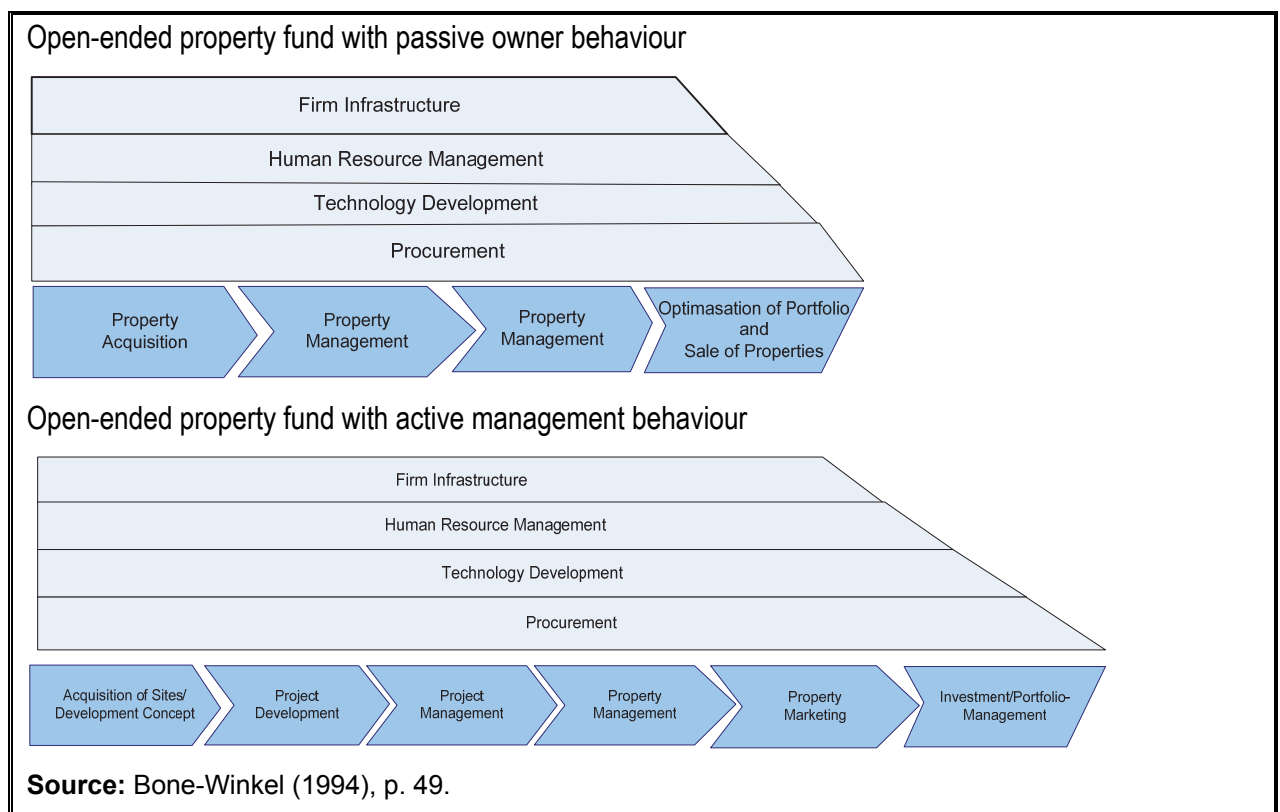 Open-ended property fund with passive owner behaviour
Firm Infrastructure
Human Resource Management
Technology Development
Procurement
Property
Acquisition
Property
Management
Property
Management
Optimasation of Portfolio
and
Sale of Properties
Open-ended property fund with active management behaviour
Firm Infrastructure
Human Resource Management
Technology Development
Procurement
Acquisition of Sites/
Development Concept
Project
Development
Project
Management
Property
Management
Property
Marketing
Investment/Portfolio-
Management
Source: Bone-Winkel (1994), p. 49.